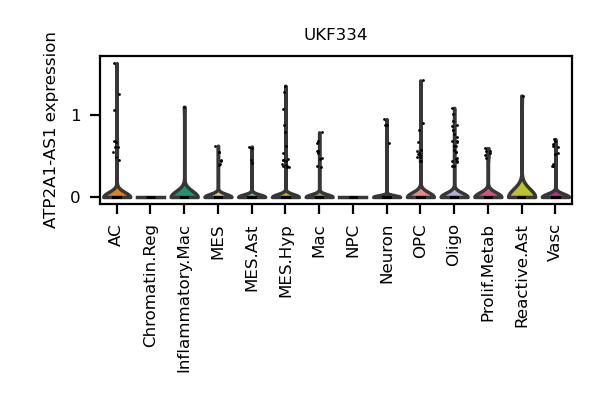 UKF334
ATP2A1-AS1 expression
1
0
AC
Chromatin.Reg
Inflammatory.Mac
MES
MES.Ast
MES.Hyp
Mac
NPC
Neuron
OPC
Oligo
Prolif.Metab
Reactive.Ast
Vasc